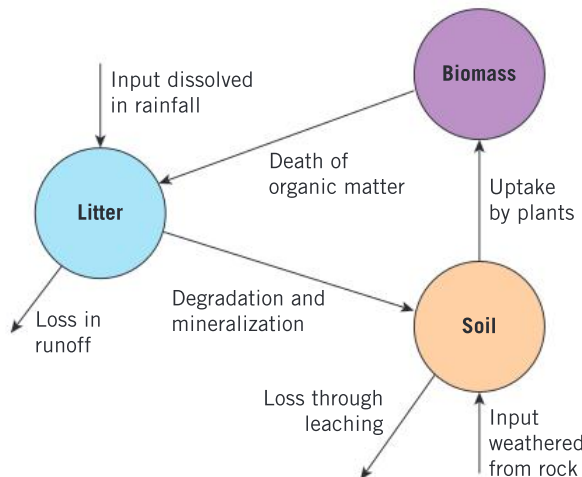 Biomass
Input dissolved
in rainfall
Death of
organic matter
Uptake
by plants
Litter
Degradation and
mineralization
Loss in
runoff
Soil
Loss through
leaching
Input
weathered
from rock